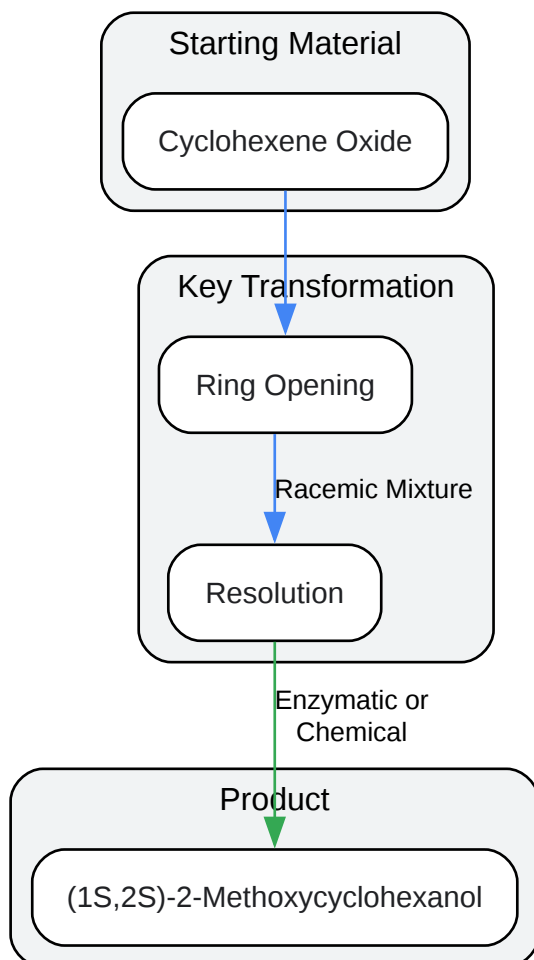 Starting Material
Cyclohexene Oxide
Key Transformation
Ring Opening
Racemic Mixture
Resolution
Enzymatic or
Chemical
Product
(1S,2S)-2-Methoxycyclohexanol